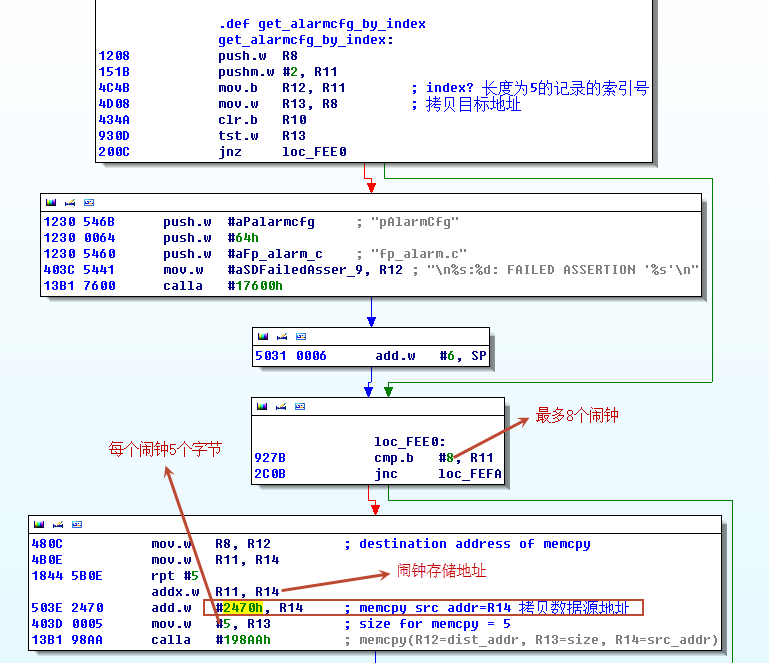 .def get_alarmcfg_by_index
get_alarmcfg_by_index:
1208 push.w R8
151B pushm.w #2, R11
4C4B mov.b R12, R11 ; index? 长度为5的记录的索引号
4D08 mov.w R13, R8 ; 拷贝目标地址
434A clr.b R10
930D tst.w R13
200C jnz loc_FEE0
1230 546B push.w #aPalarmcfg ; "pAlarmCfg"
1230 0064 push.w #64h
1230 5460 push.w #aFp_alarm_c ; "fp_alarm.c"
403C 5441 mov.w #aSDFailedAsser_9, R12 ; "\n%s:%d: FAILED ASSERTION '%s'\n"
13B1 7600 calla #17600h
5031 0006 add.w #6, SP
最多8个闹钟
loc_FEE0:
每个闹钟5个字节
927B cmp.b #8, R11
2C0B jnc loc_FEFA
480C mov.w R8, R12 ; destination address of memcpy
4B0E mov.w R11, R14
闹钟存储地址
1844 5B0E rpt #5
addx.w R11, R14
503E 2470 add.w #2470h, R14 ; memcpy src addr=R14 拷贝数据源地址
403D 0005 mov.w #5, R13 ; size for memcpy = 5
13B1 98AA calla #198AAh ; memcpy(R12=dist_addr, R13=size, R14=src_addr)